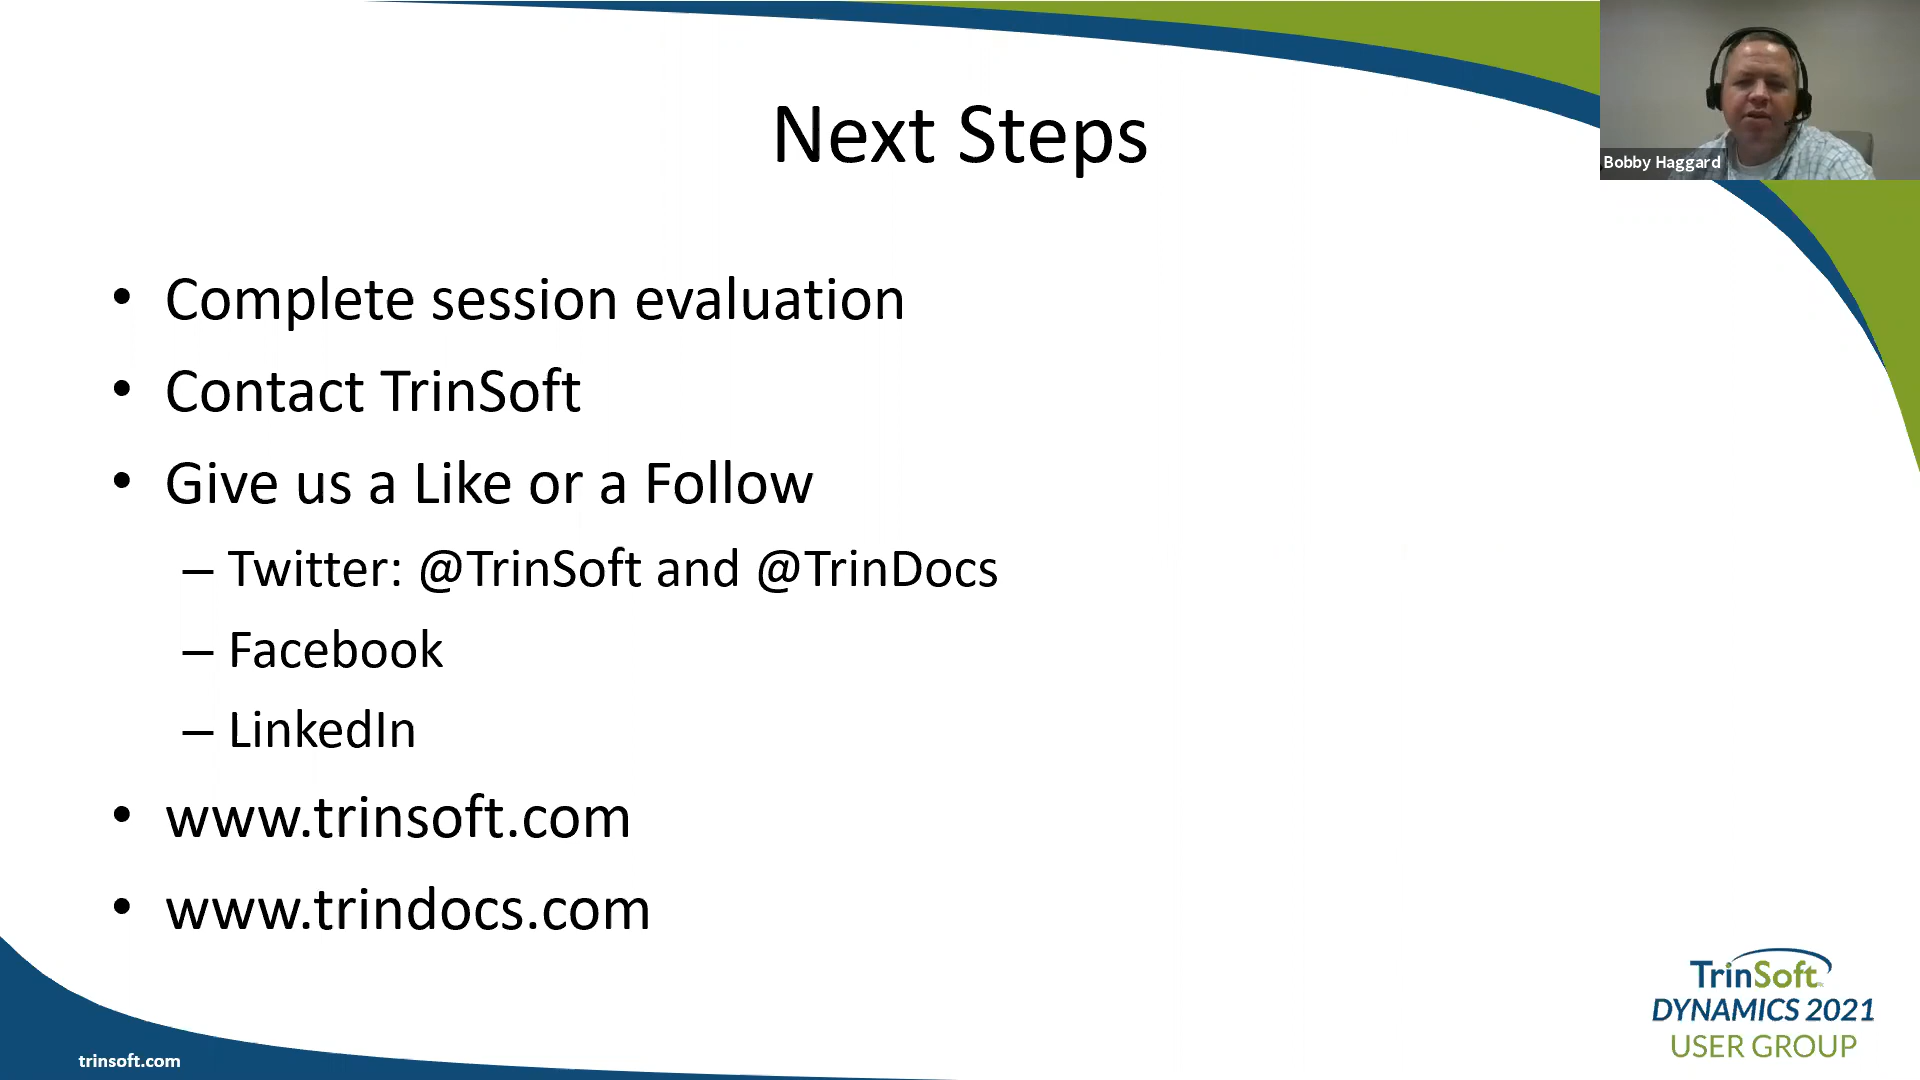 Next Steps
Bobby Haggard
• Complete session evaluation
• Contact TrinSoft
• Give us a Like or a Follow
– Twitter: @TrinSoft and @TrinDocs
– Facebook
– LinkedIn
• www.trinsoft.com
• www.trindocs.com
TrinSoft
DYNAMICS 2021
USER GROUP
trinsoft.com